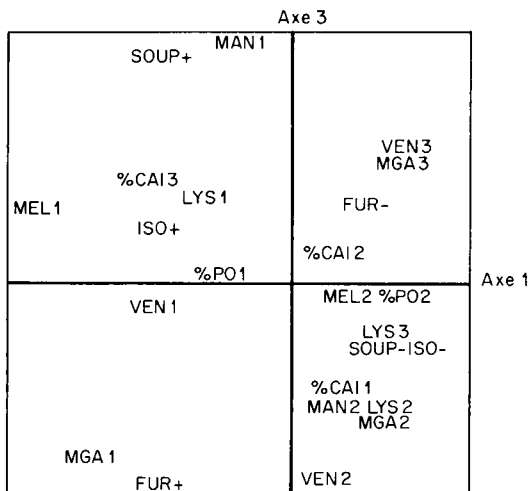 Axe 3
MAN1
SOUP+
VEN3
MGA3
%CAI3
LYS1
MEL1
FUR-
ISO+
%CAI2
%PO1
Axe 1
MEL2 %PO2
VEN1
LYS3
SOUP-ISO-
%CAI1
MAN2 LYS2
MGA2
MGA1
VEN2
FUR+